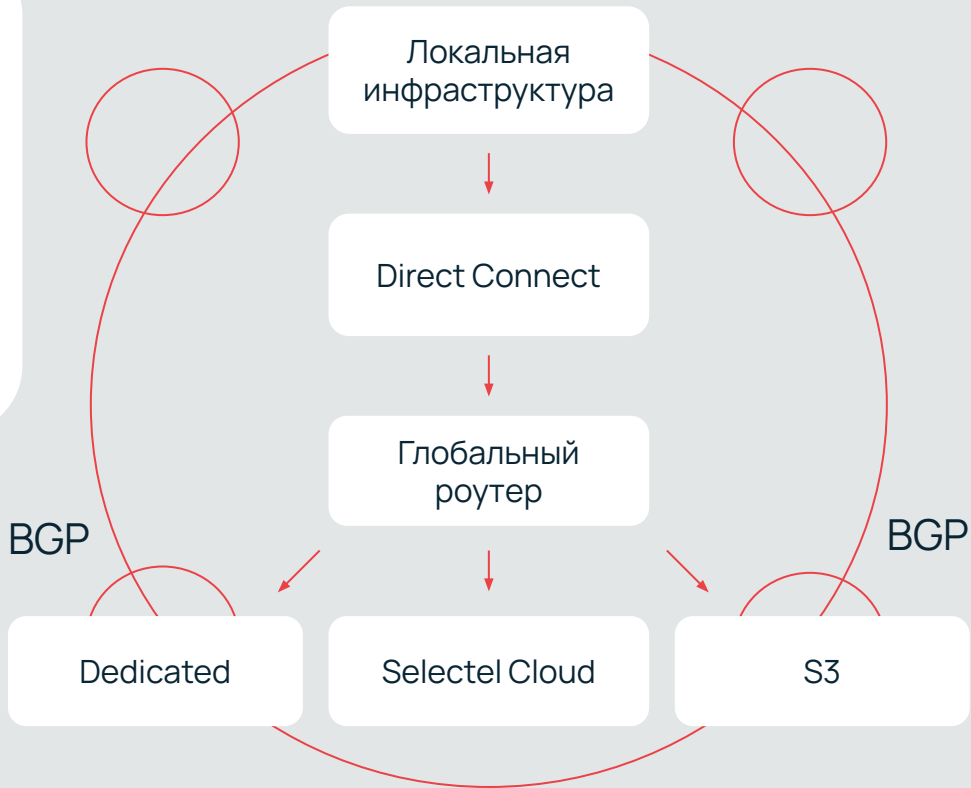 Локальная
инфраструктура
Direct Connect
Глобальный
роутер
BGP
BGP
Dedicated
Selectel Cloud
S3